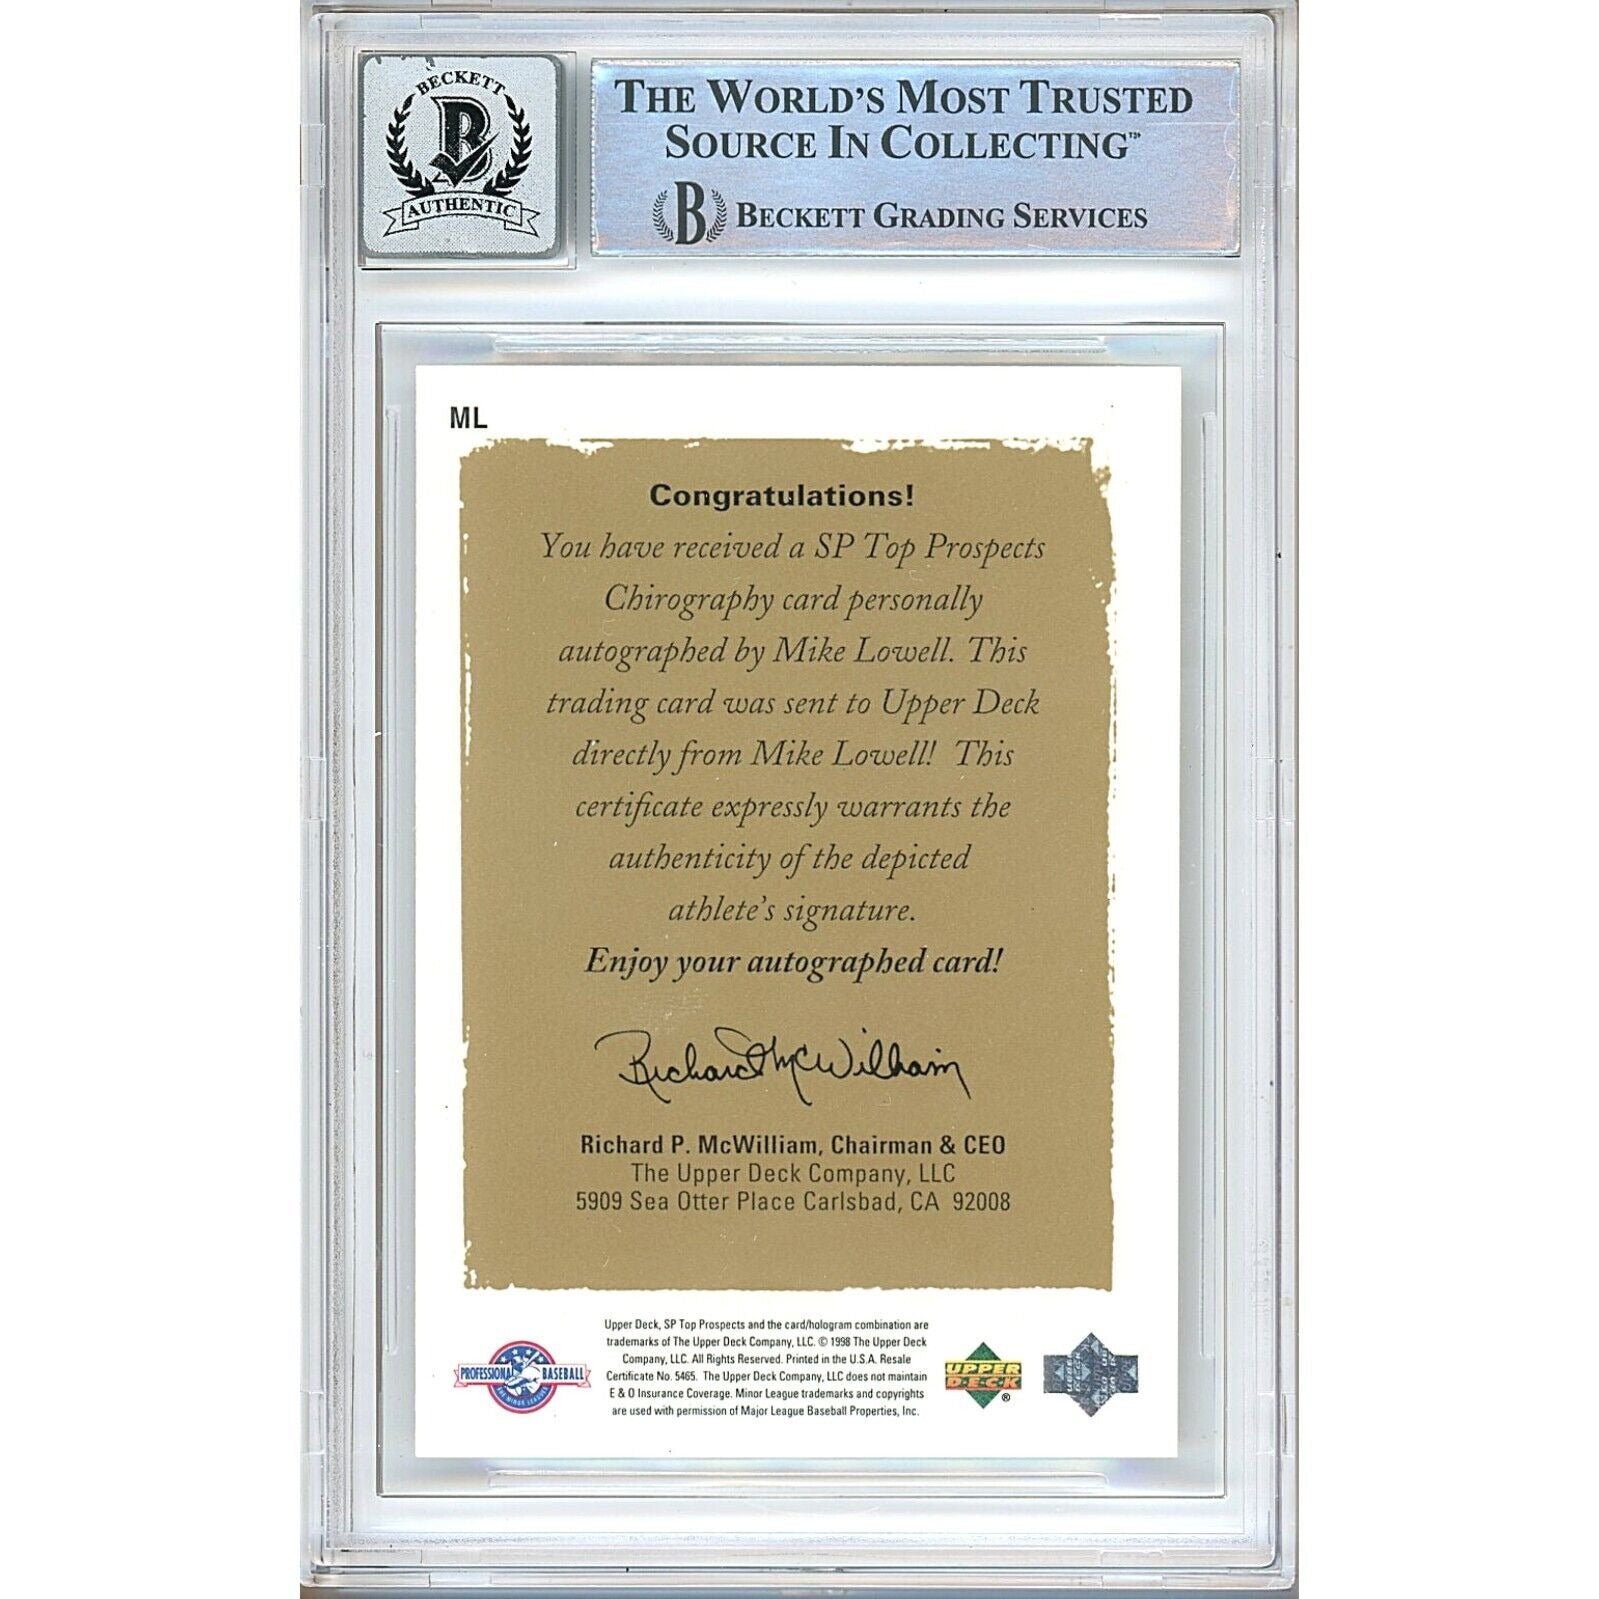 BECKETT
B
AUTHENTIC
THE WORLD'S MOST TRUSTED
SOURCE IN COLLECTING™
B BECKETT GRADING SERVICES
ML
Congratulations!
You have received a SP Top Prospects
Chirography card personally
autographed by Mike Lowell. This
trading card was sent to Upper Deck
directly from Mike Lowell! This
certificate expressly warrants the
authenticity of the depicted
athlete's signature.
Enjoy your autographed card!
Richard McWilliam
Richard P. McWilliam, Chairman & CEO
The Upper Deck Company, LLC
5909 Sea Otter Place Carlsbad, CA 92008
Upper Deck, SP Top Prospects and the card/hologram combination are
trademarks of The Upper Deck Company, LLC. © 1998 The Upper Deck
Company, LLC. All Rights Reserved. Printed in the U.S.A. Resale
Certificate No. 5465. The Upper Deck Company, LLC does not maintain
E & O Insurance Coverage. Minor League trademarks and copyrights
are used with permission of Major League Baseball Properties, Inc.
PROFESSIONAL BASEBALL
THE MINOR LEAGUES
UPPER
DECK ®